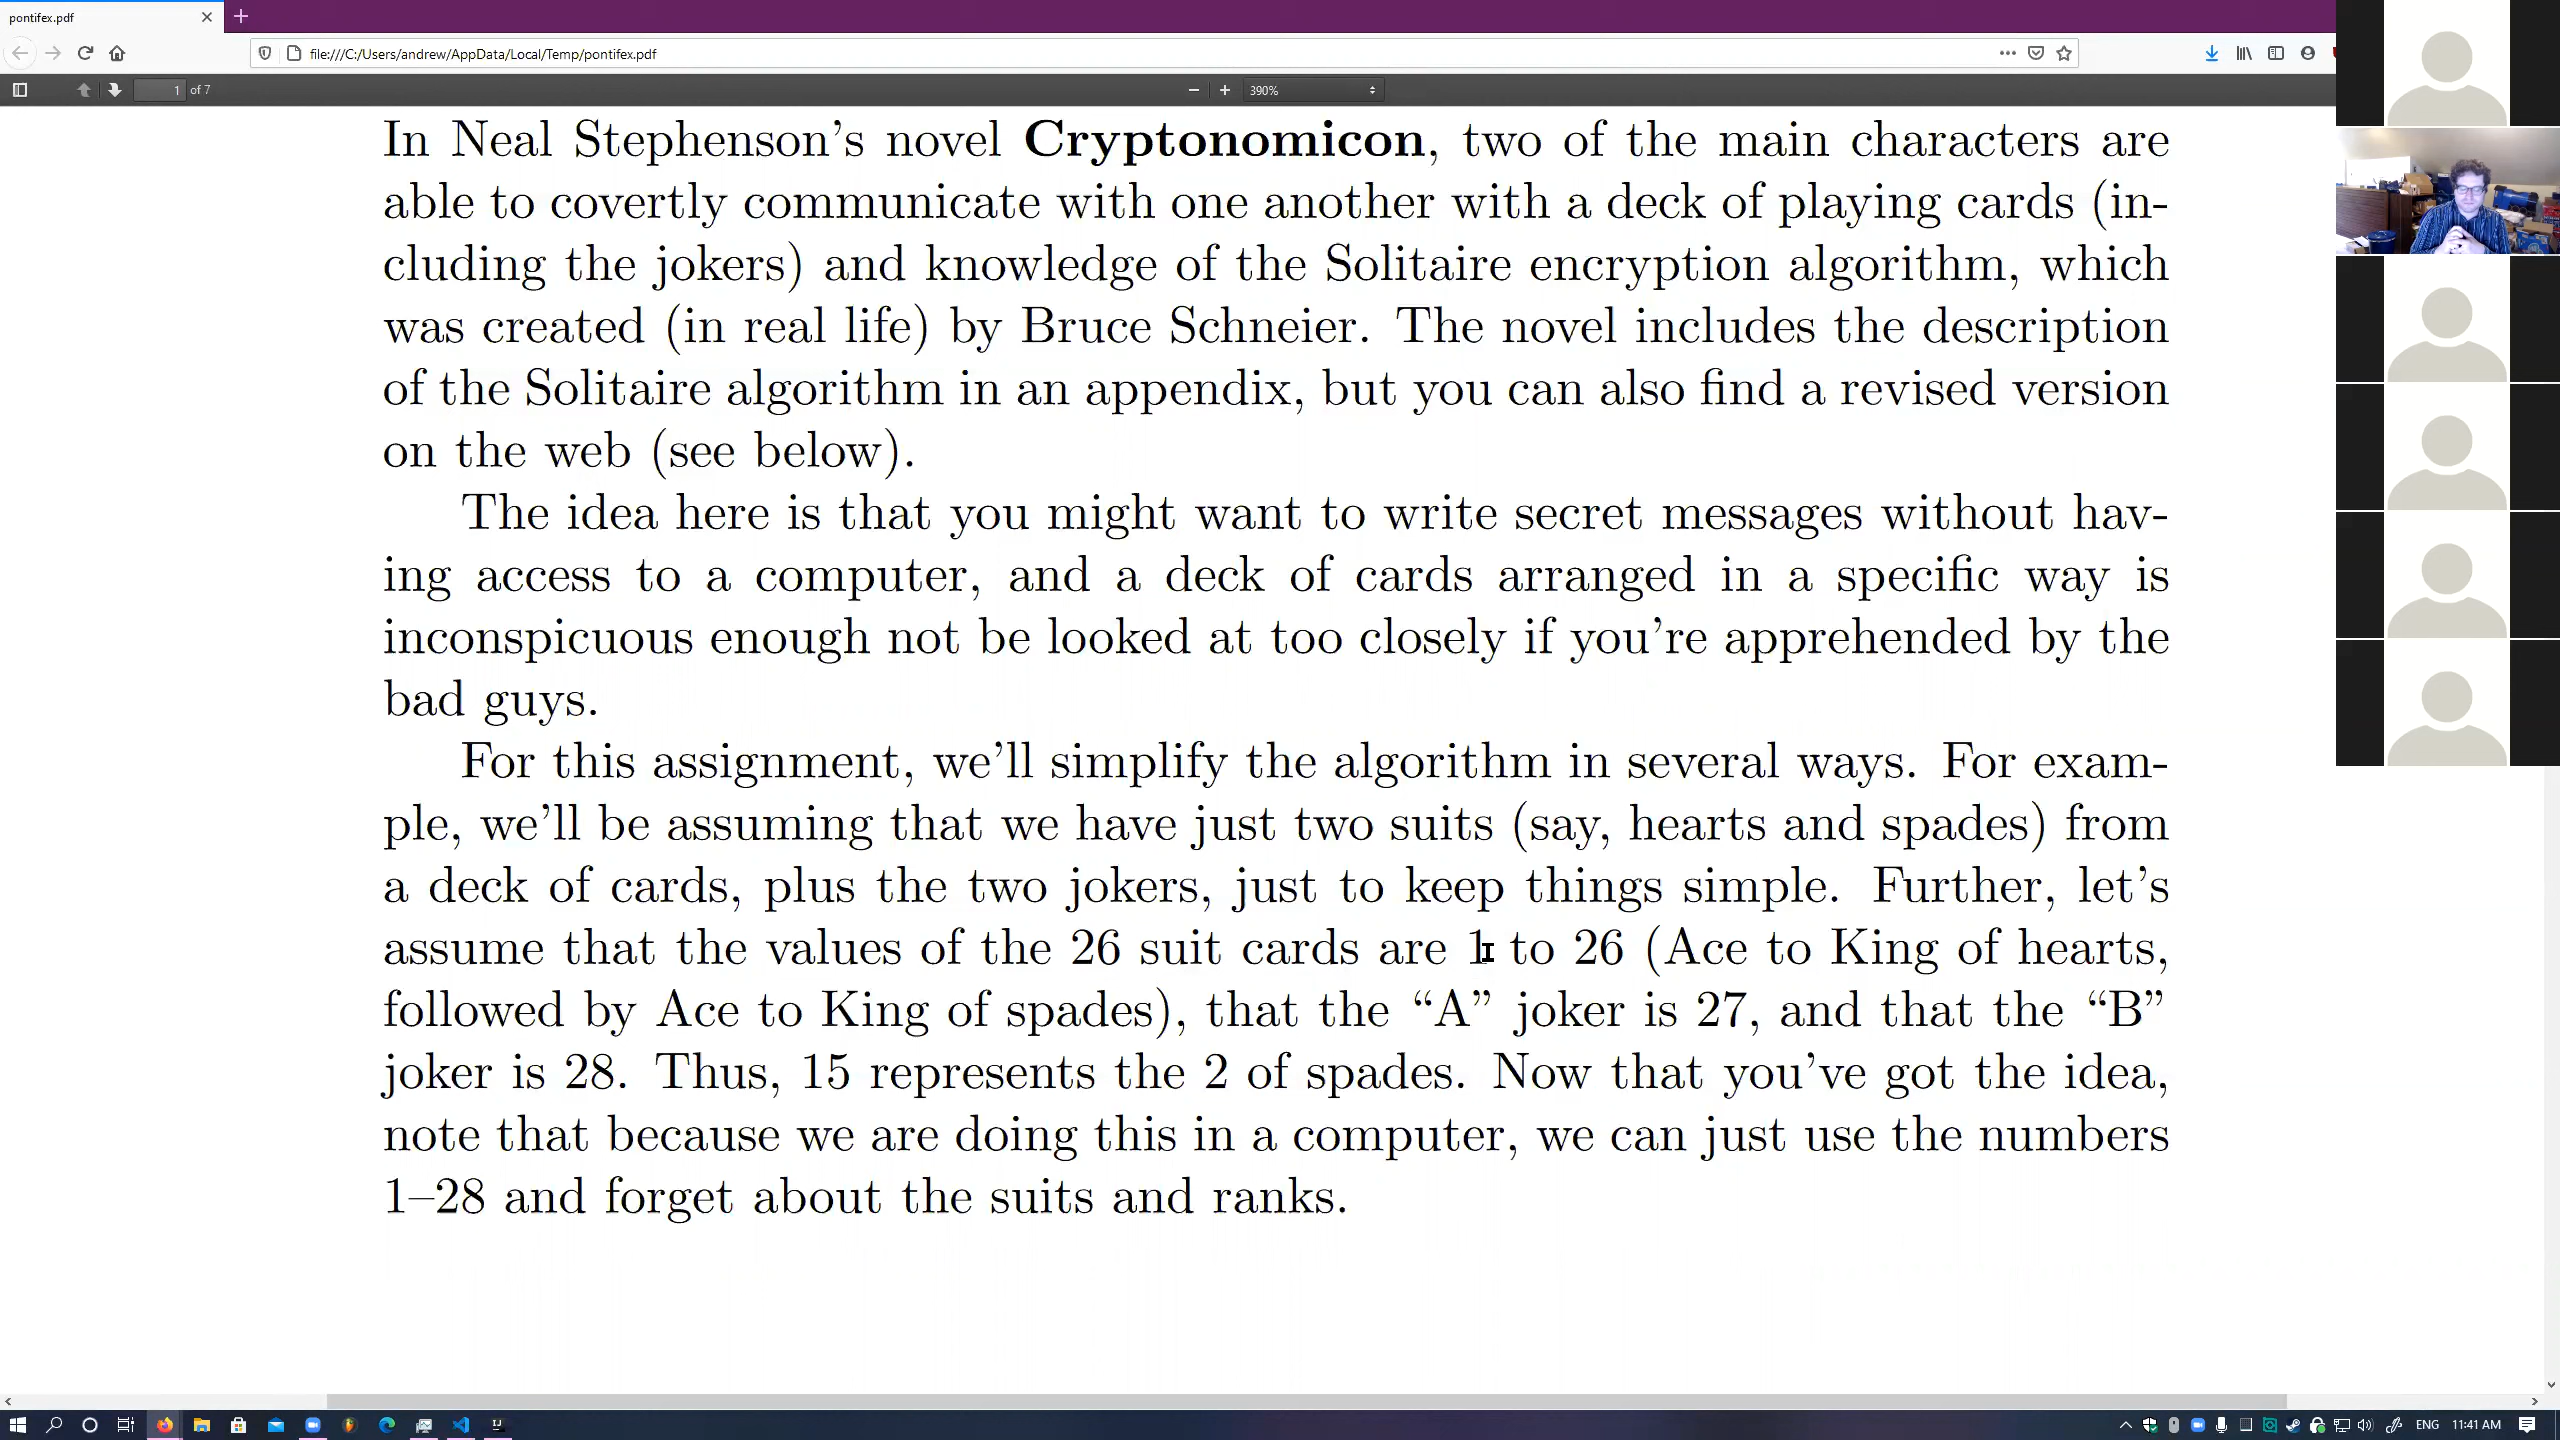 pontifex.pdf
file:///C:/Users/andrew/AppData/Local/Temp/pontifex.pdf
1 of 7
390%
In Neal Stephenson’s novel Cryptonomicon, two of the main characters are
able to covertly communicate with one another with a deck of playing cards (in-
cluding the jokers) and knowledge of the Solitaire encryption algorithm, which
was created (in real life) by Bruce Schneier. The novel includes the description
of the Solitaire algorithm in an appendix, but you can also find a revised version
on the web (see below).
The idea here is that you might want to write secret messages without hav-
ing access to a computer, and a deck of cards arranged in a specific way is
inconspicuous enough not be looked at too closely if you’re apprehended by the
bad guys.
For this assignment, we’ll simplify the algorithm in several ways. For exam-
ple, we’ll be assuming that we have just two suits (say, hearts and spades) from
a deck of cards, plus the two jokers, just to keep things simple. Further, let’s
assume that the values of the 26 suit cards are 1 to 26 (Ace to King of hearts,
followed by Ace to King of spades), that the “A” joker is 27, and that the “B”
joker is 28. Thus, 15 represents the 2 of spades. Now that you’ve got the idea,
note that because we are doing this in a computer, we can just use the numbers
1–28 and forget about the suits and ranks.
ENG 11:41 AM